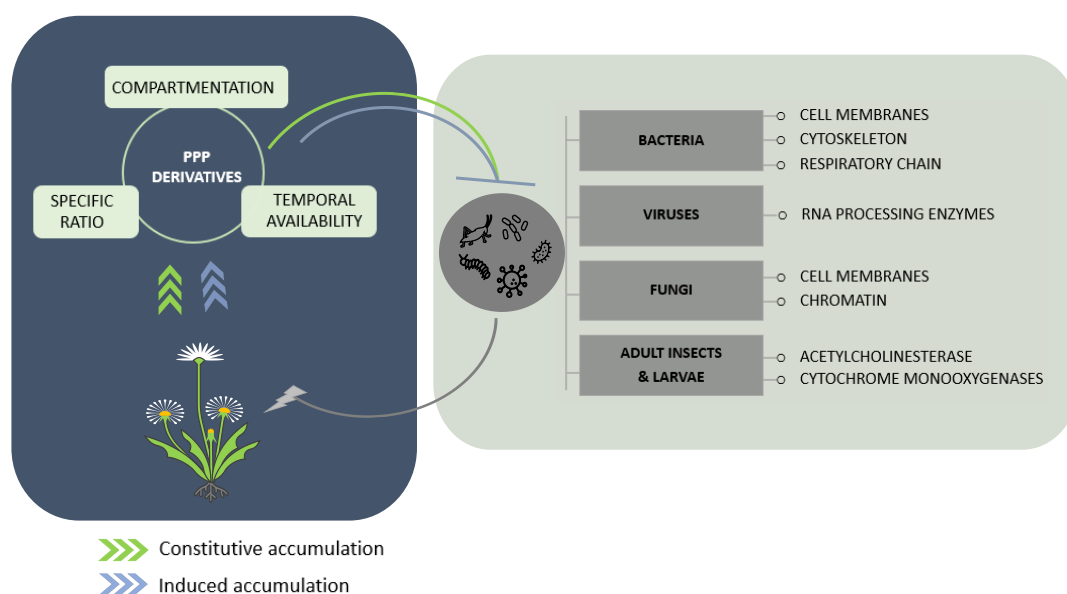 COMPARTMENTATION
PPP
DERIVATIVES
SPECIFIC
RATIO
TEMPORAL
AVAILABILITY
BACTERIA
CELL MEMBRANES
CYTOSKELETON
RESPIRATORY CHAIN
VIRUSES
RNA PROCESSING ENZYMES
FUNGI
CELL MEMBRANES
CHROMATIN
ADULT INSECTS
& LARVAE
ACETYLCHOLINESTERASE
CYTOCHROME MONOOXYGENASES
Constitutive accumulation
Induced accumulation